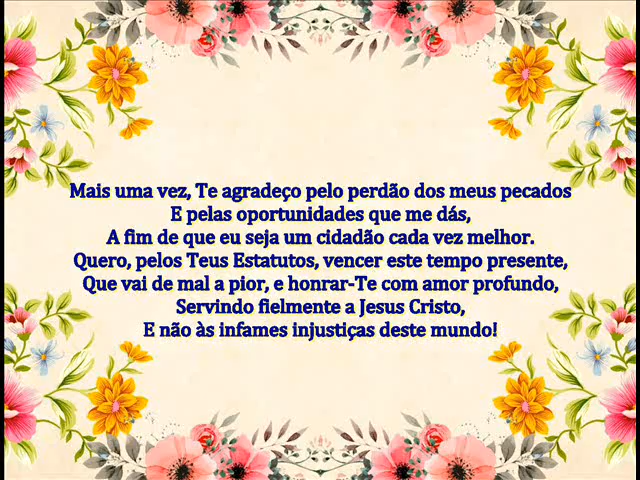 Mais uma vez, Te agradeço pelo perdão dos meus pecados
E pelas oportunidades que me dás,
A fim de que eu seja um cidadão cada vez melhor.
Quero, pelos Teus Estatutos, vencer este tempo presente,
Que vai de mal a pior, e honrar-Te com amor profundo,
Servindo fielmente a Jesus Cristo,
E não às infames injustiças deste mundo!